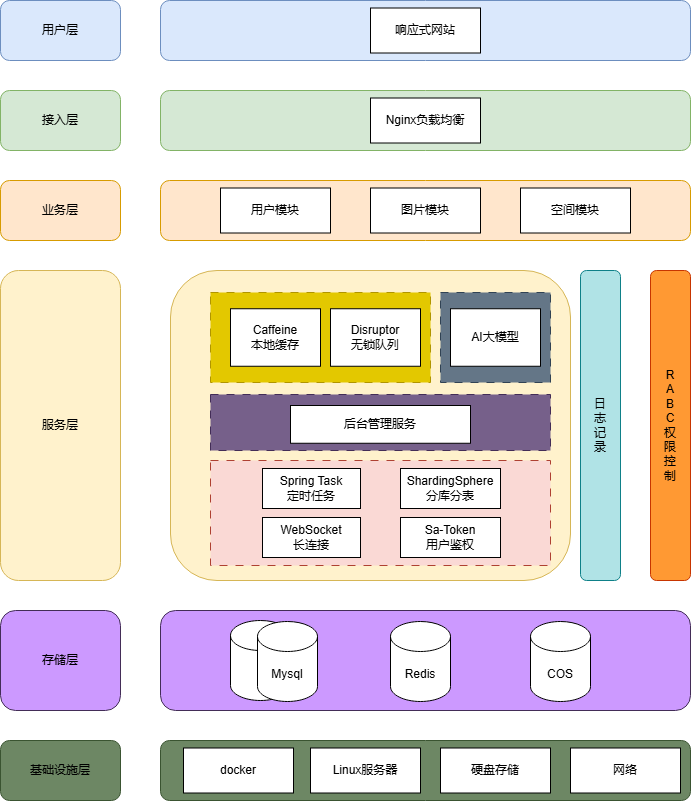 用户层
响应式网站
接入层
Nginx负载均衡
业务层
用户模块
图片模块
空间模块
服务层
Caffeine
本地缓存
Disruptor
无锁队列
AI大模型
后台管理服务
Spring Task
定时任务
ShardingSphere
分库分表
WebSocket
长连接
Sa-Token
用户鉴权
日
志
记
录
R
A
B
C
权
限
控
制
存储层
Mysql
Redis
COS
基础设施层
docker
Linux服务器
硬盘存储
网络